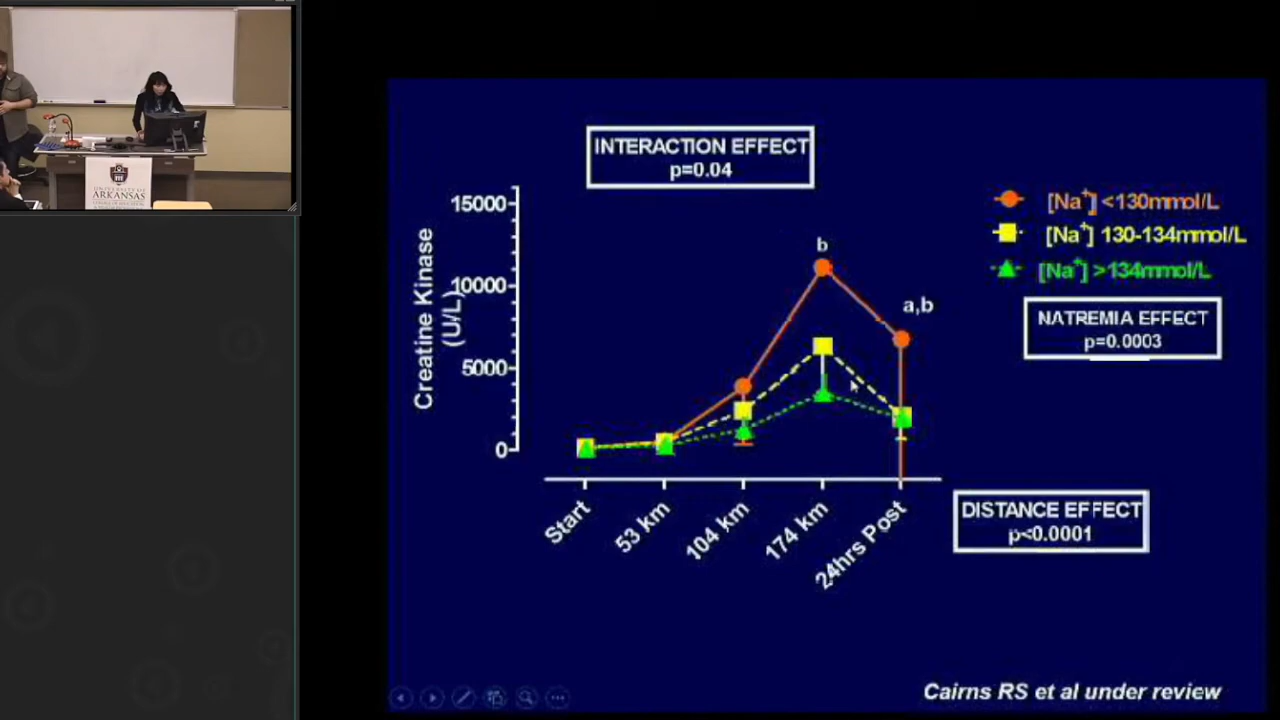 UNIVERSITY OF
ARKANSAS
INTERACTION EFFECT
p=0.04
15000
10000
5000
0
Creatine Kinase
(U/L)
b
a,b
[Na+] <130mmol/L
[Na+] 130-134mmol/L
[Na+] >134mmol/L
NATREMIA EFFECT
p=0.0003
Start
53 km
104 km
174 km
24hrs Post
DISTANCE EFFECT
p<0.0001
Cairns RS et al under review